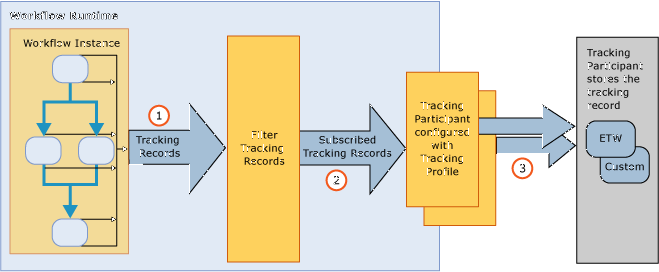 Workflow Runtime
Workflow Instance
1
Tracking
Records
Filter
Tracking
Records
Subscribed
Tracking Records
2
Tracking
Participant
configured
with
Tracking
Profile
3
Tracking
Participant
stores the
tracking
record
ETW
Custom